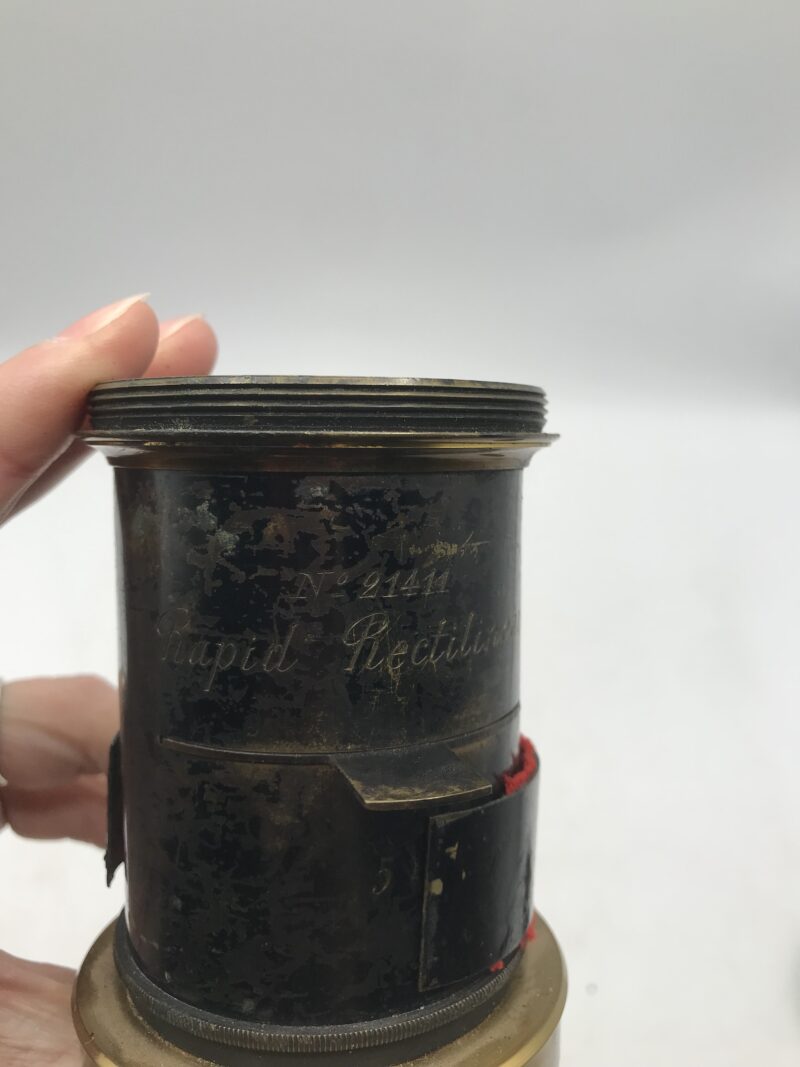 No 21411
Rapid Rectiline
5